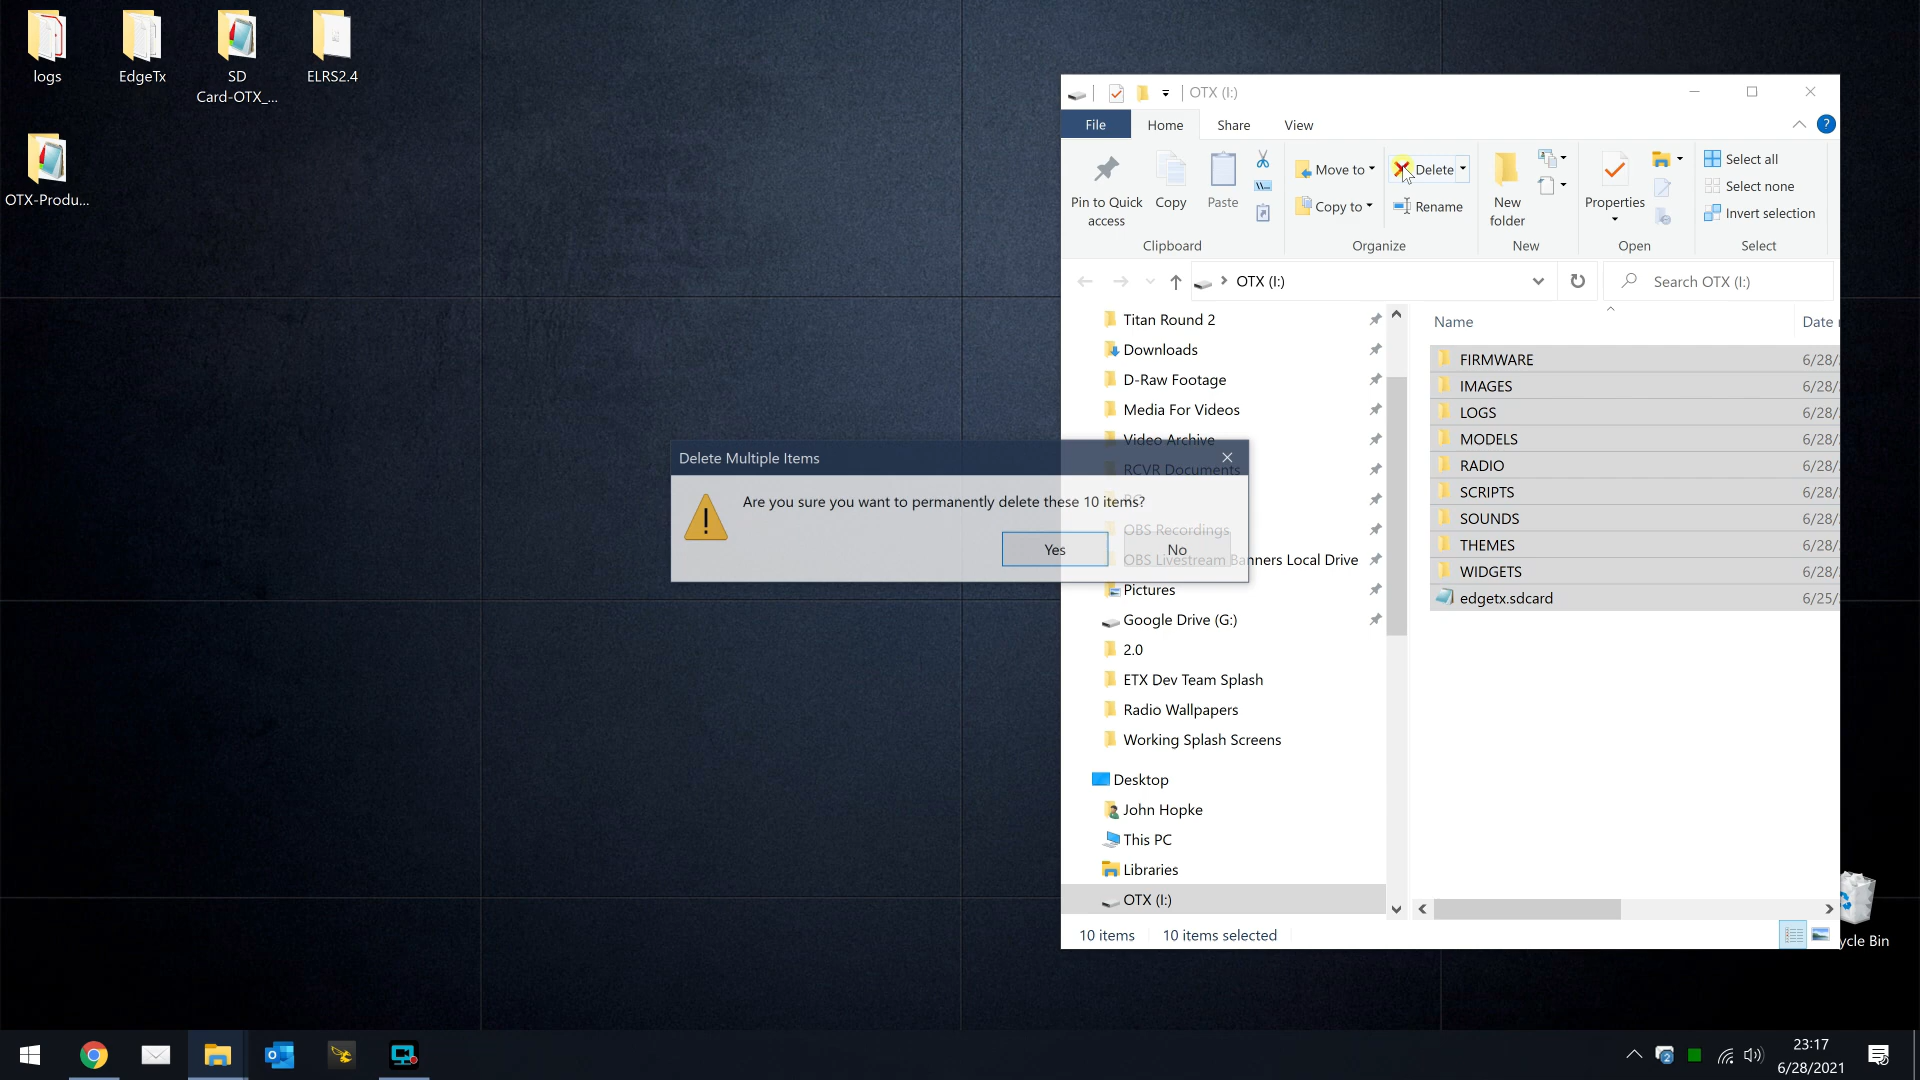 logs
EdgeTx
SD
Card-OTX_...
ELRS2.4
OTX-Produ...
OTX (I:)
File
Home
Share
View
Pin to Quick
access
Copy
Paste
Move to
Copy to
Delete
Rename
New
folder
Properties
Select all
Select none
Invert selection
Clipboard
Organize
New
Open
Select
OTX (I:)
Search OTX (I:)
Titan Round 2
Downloads
D-Raw Footage
Media For Videos
Video Archive
RCVR Documents
OBS Recordings
OBS Livestream Banners Local Drive
Pictures
Google Drive (G:)
2.0
ETX Dev Team Splash
Radio Wallpapers
Working Splash Screens
Desktop
John Hopke
This PC
Libraries
OTX (I:)
Name
Date
FIRMWARE 6/28/
IMAGES 6/28/
LOGS 6/28/
MODELS 6/28/
RADIO 6/28/
SCRIPTS 6/28/
SOUNDS 6/28/
THEMES 6/28/
WIDGETS 6/28/
edgetx.sdcard 6/25/
Delete Multiple Items
Are you sure you want to permanently delete these 10 items?
Yes
No
10 items
10 items selected
ycle Bin
2
23:17
6/28/2021